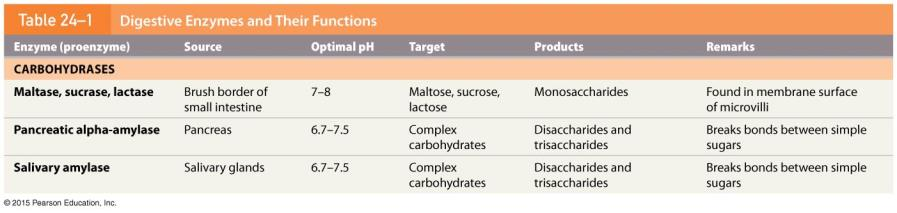 Table 24–1 Digestive Enzymes and Their Functions
Enzyme (proenzyme) Source Optimal pH Target Products Remarks
CARBOHYDRASES
Maltase, sucrase, lactase Brush border of 7–8 Maltose, sucrose, Monosaccharides Found in membrane surface
small intestine lactose of microvilli
Pancreatic alpha-amylase Pancreas 6.7–7.5 Complex Disaccharides and Breaks bonds between simple
carbohydrates trisaccharides sugars
Salivary amylase Salivary glands 6.7–7.5 Complex Disaccharides and Breaks bonds between simple
carbohydrates trisaccharides sugars
© 2015 Pearson Education, Inc.